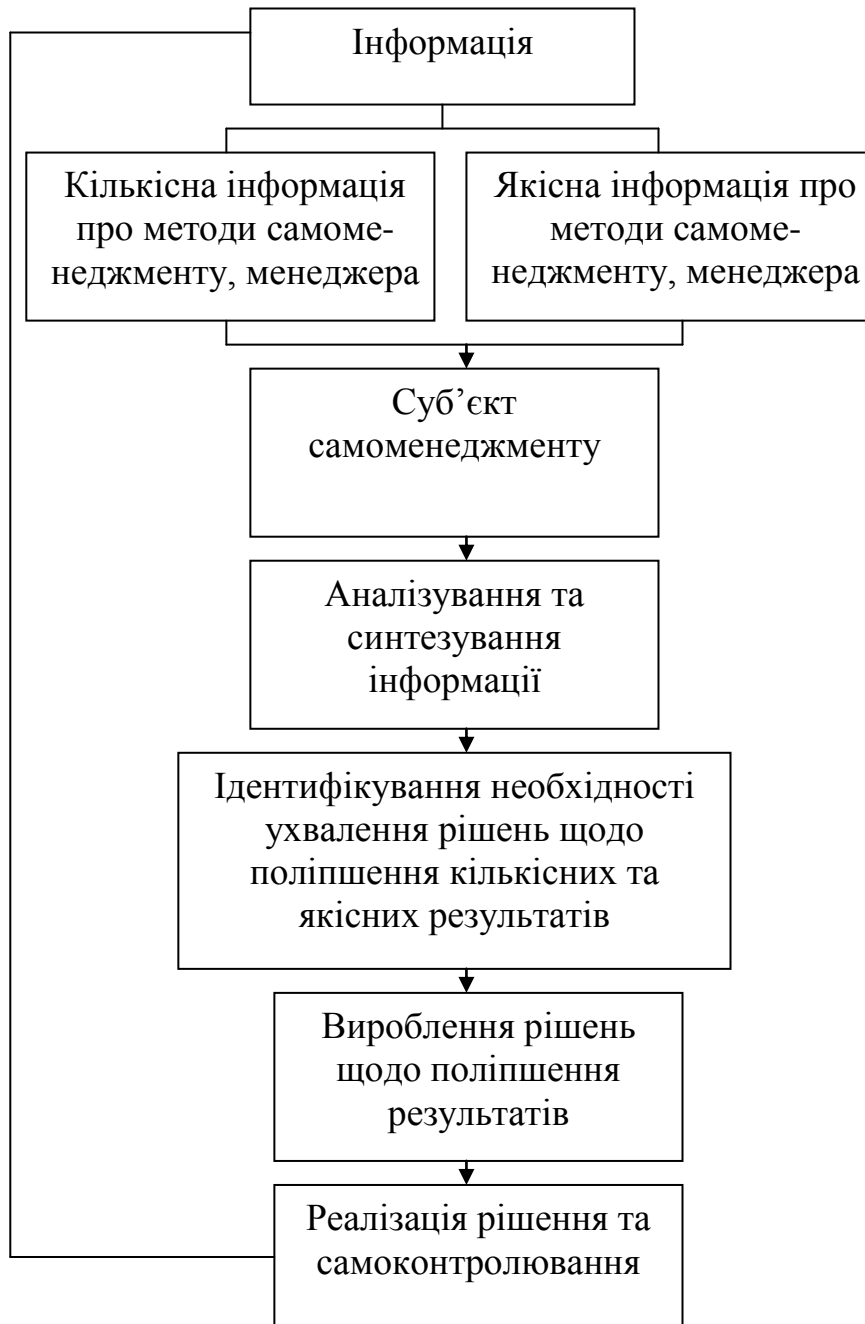 Інформація
Кількісна інформація
про методи самоме-
неджменту, менеджера
Якісна інформація про
методи самоме-
неджменту, менеджера
Суб’єкт
самоменеджменту
Аналізування та
синтезування
інформації
Ідентифікування необхідності
ухвалення рішень щодо
поліпшення кількісних та
якісних результатів
Вироблення рішень
щодо поліпшення
результатів
Реалізація рішення та
самоконтролювання